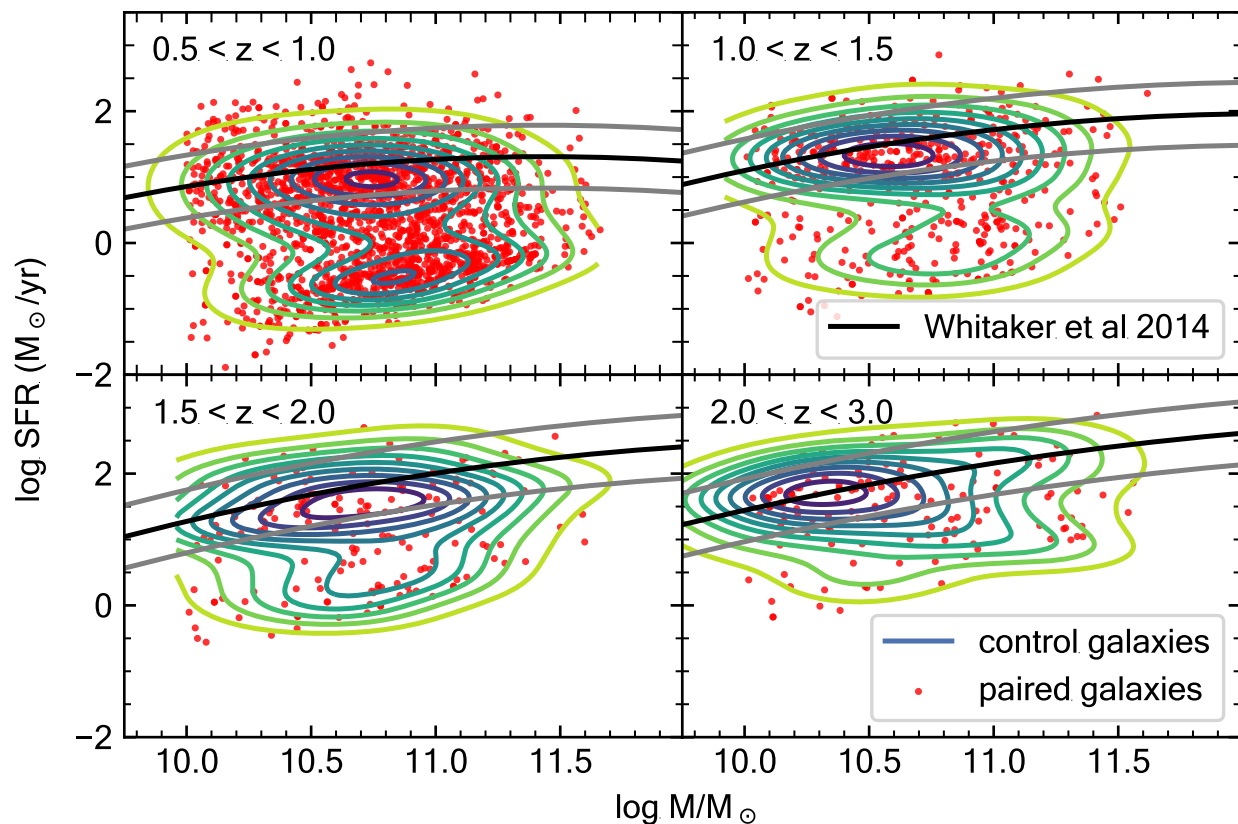 0.5 < z < 1.0
1.0 < z < 1.5
2
0
−2
Whitaker et al 2014
1.5 < z < 2.0
2.0 < z < 3.0
2
0
−2
control galaxies
paired galaxies
10.0 10.5 11.0 11.5 10.0 10.5 11.0 11.5
log SFR (M☉/yr)
log M/M☉